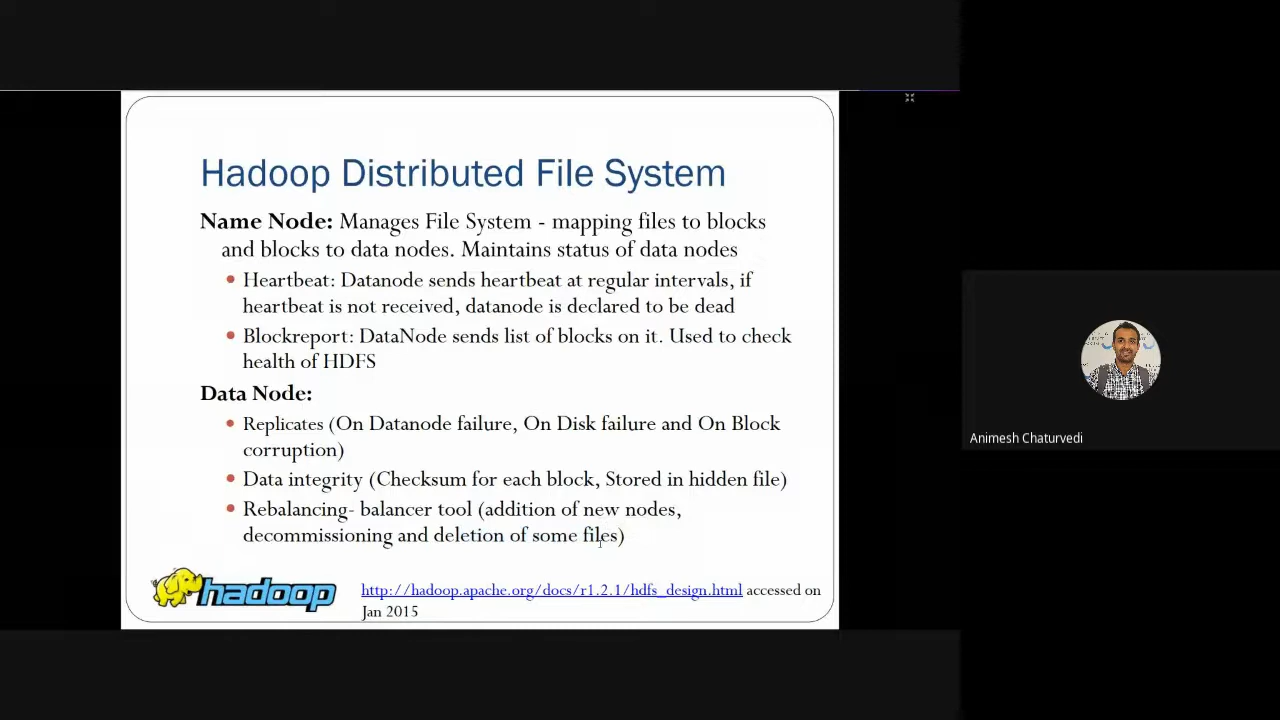 Hadoop Distributed File System
Name Node: Manages File System - mapping files to blocks
and blocks to data nodes. Maintains status of data nodes
• Heartbeat: Datanode sends heartbeat at regular intervals, if
heartbeat is not received, datanode is declared to be dead
• Blockreport: DataNode sends list of blocks on it. Used to check
health of HDFS
Data Node:
• Replicates (On Datanode failure, On Disk failure and On Block
corruption)
• Data integrity (Checksum for each block, Stored in hidden file)
• Rebalancing- balancer tool (addition of new nodes,
decommissioning and deletion of some files)
hadoop
http://hadoop.apache.org/docs/r1.2.1/hdfs_design.html accessed on
Jan 2015
Animesh Chaturvedi